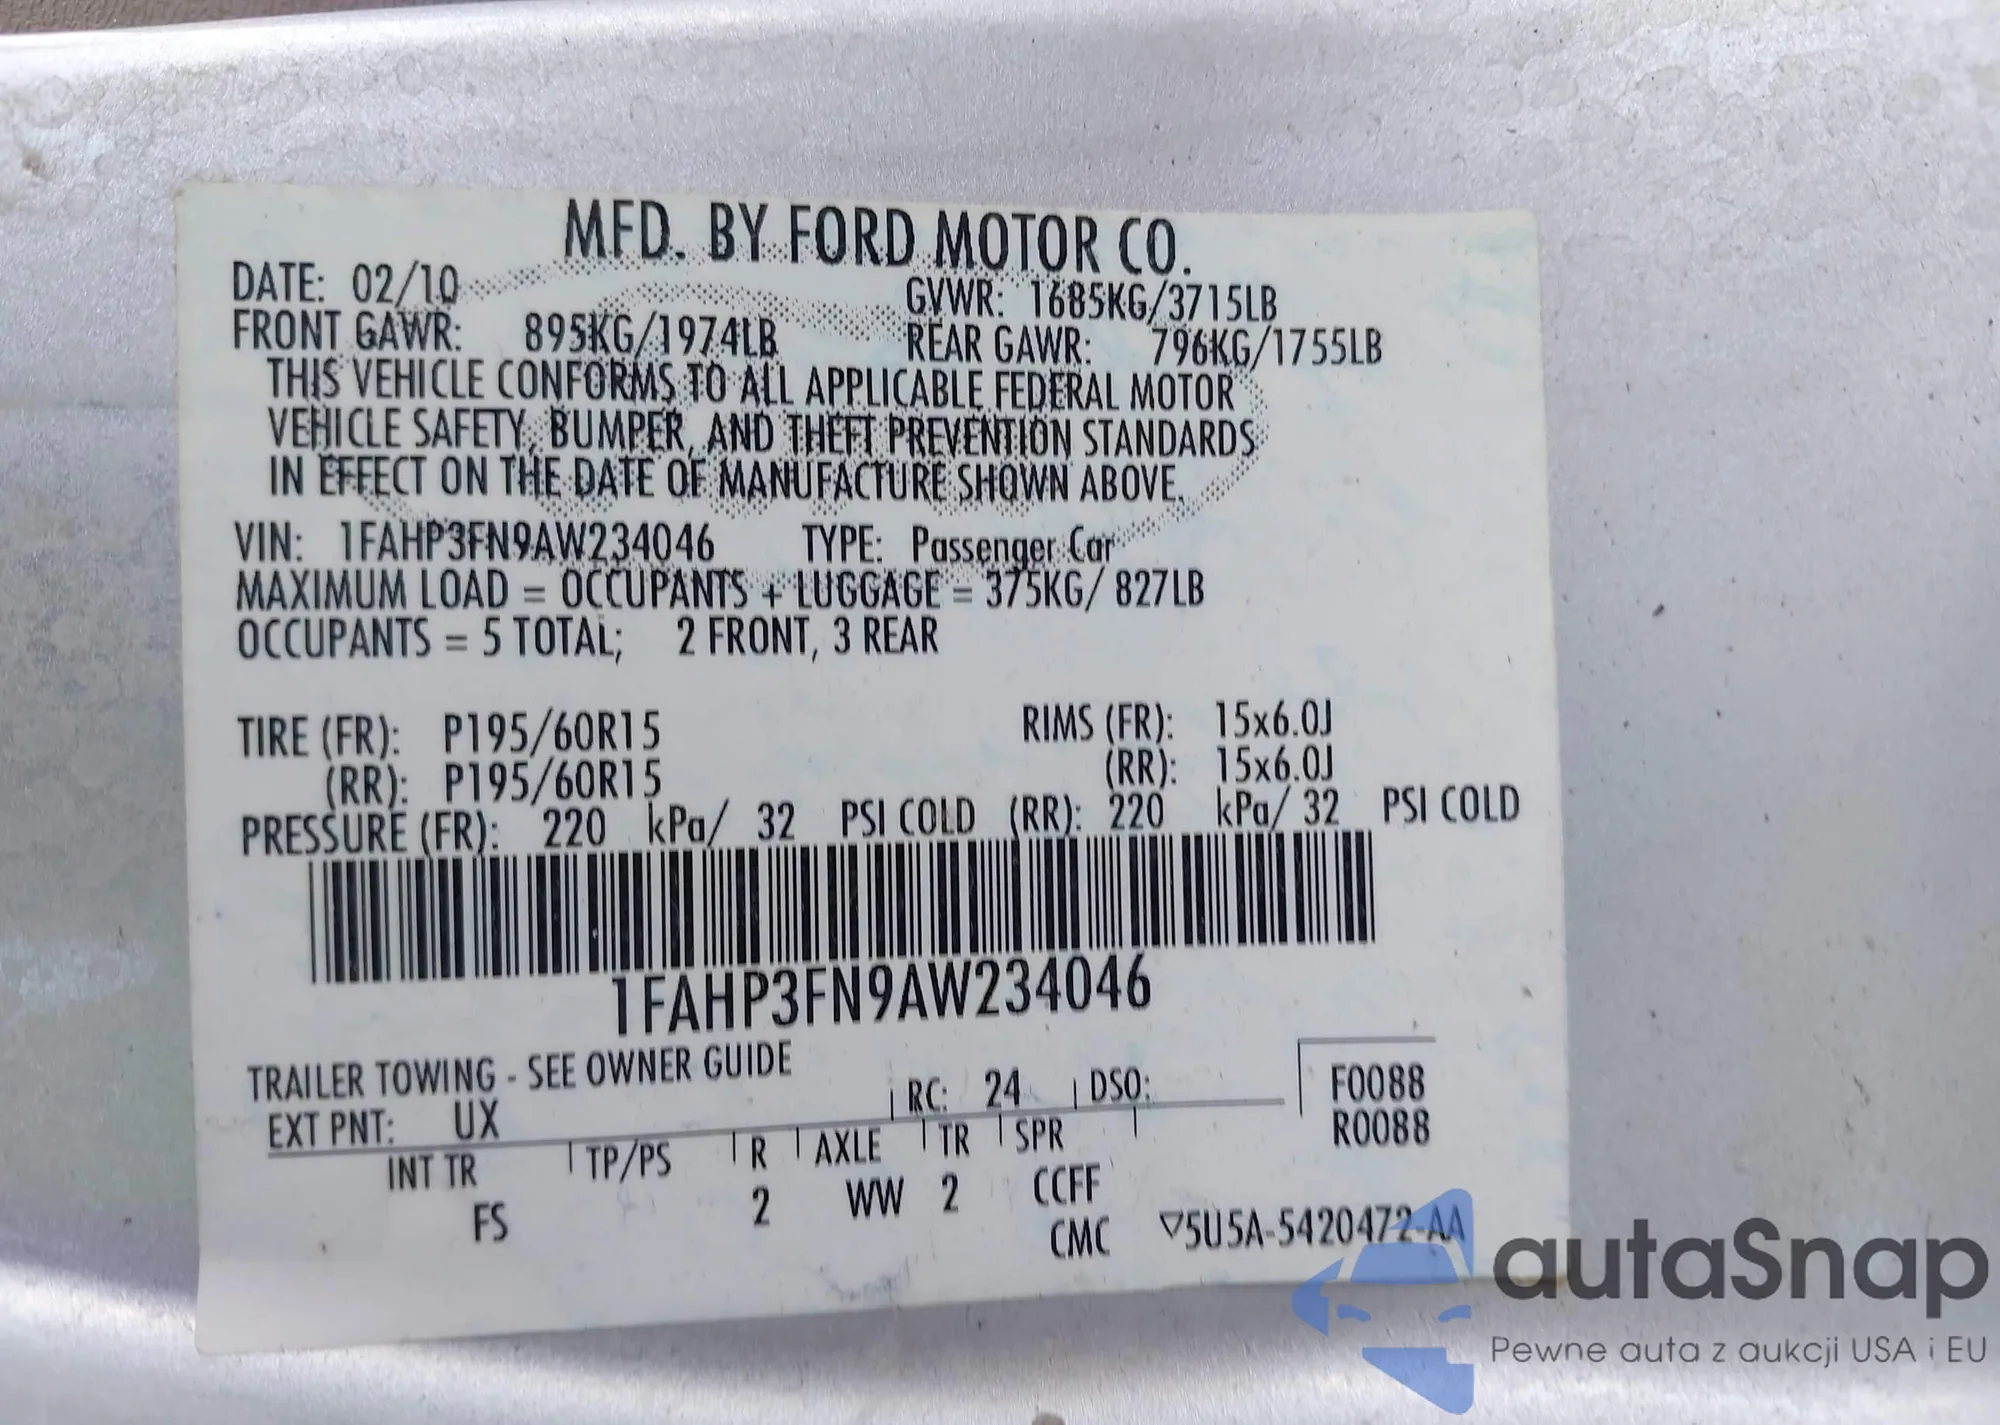 MFD. BY FORD MOTOR CO.
DATE: 02/10 GVWR: 1685KG/3715LB
FRONT GAWR: 895KG/1974LB REAR GAWR: 796KG/1755LB
THIS VEHICLE CONFORMS TO ALL APPLICABLE FEDERAL MOTOR
VEHICLE SAFETY, BUMPER, AND THEFT PREVENTION STANDARDS
IN EFFECT ON THE DATE OF MANUFACTURE SHOWN ABOVE.
VIN: 1FAHP3FN9AW234046 TYPE: Passenger Car
MAXIMUM LOAD = OCCUPANTS + LUGGAGE = 375KG/ 827LB
OCCUPANTS = 5 TOTAL; 2 FRONT, 3 REAR
TIRE (FR): P195/60R15 RIMS (FR): 15x6.0J
(RR): P195/60R15 (RR): 15x6.0J
PRESSURE (FR): 220 kPa/ 32 PSI COLD (RR): 220 kPa/ 32 PSI COLD
1FAHP3FN9AW234046
TRAILER TOWING - SEE OWNER GUIDE
EXT PNT: UX RC: 24 DSO: F0088
R0088
INT TR TP/PS R AXLE TR SPR
FS 2 WW 2 CCFF
CMC ▽5U5A-5420472-AA
autaSnap
Pewne auta z aukcji USA i EU